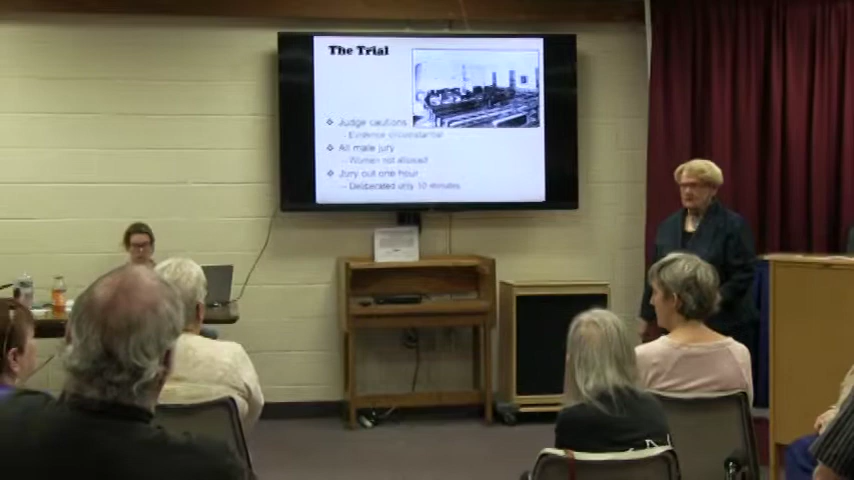 The Trial
❖ Judge cautions
– Evidence circumstantial
❖ All male jury
– Women not allowed
❖ Jury out one hour
– Deliberated only 10 minutes